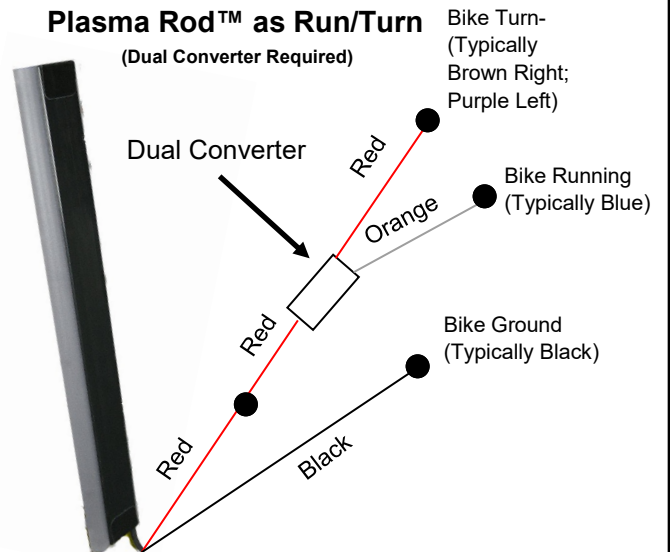 Plasma Rod™ as Run/Turn
(Dual Converter Required)
Bike Turn-
(Typically
Brown Right;
Purple Left)
Dual Converter
Red
Bike Running
(Typically Blue)
Orange
Red
Bike Ground
(Typically Black)
Red
Black